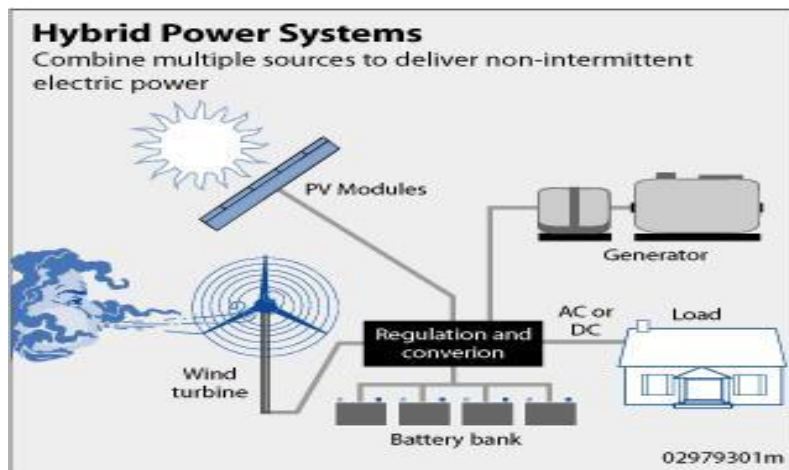 Hybrid Power Systems
Combine multiple sources to deliver non-intermittent
electric power
PV Modules
Generator
AC or
DC
Load
Regulation and
converion
Wind
turbine
Battery bank
02979301m